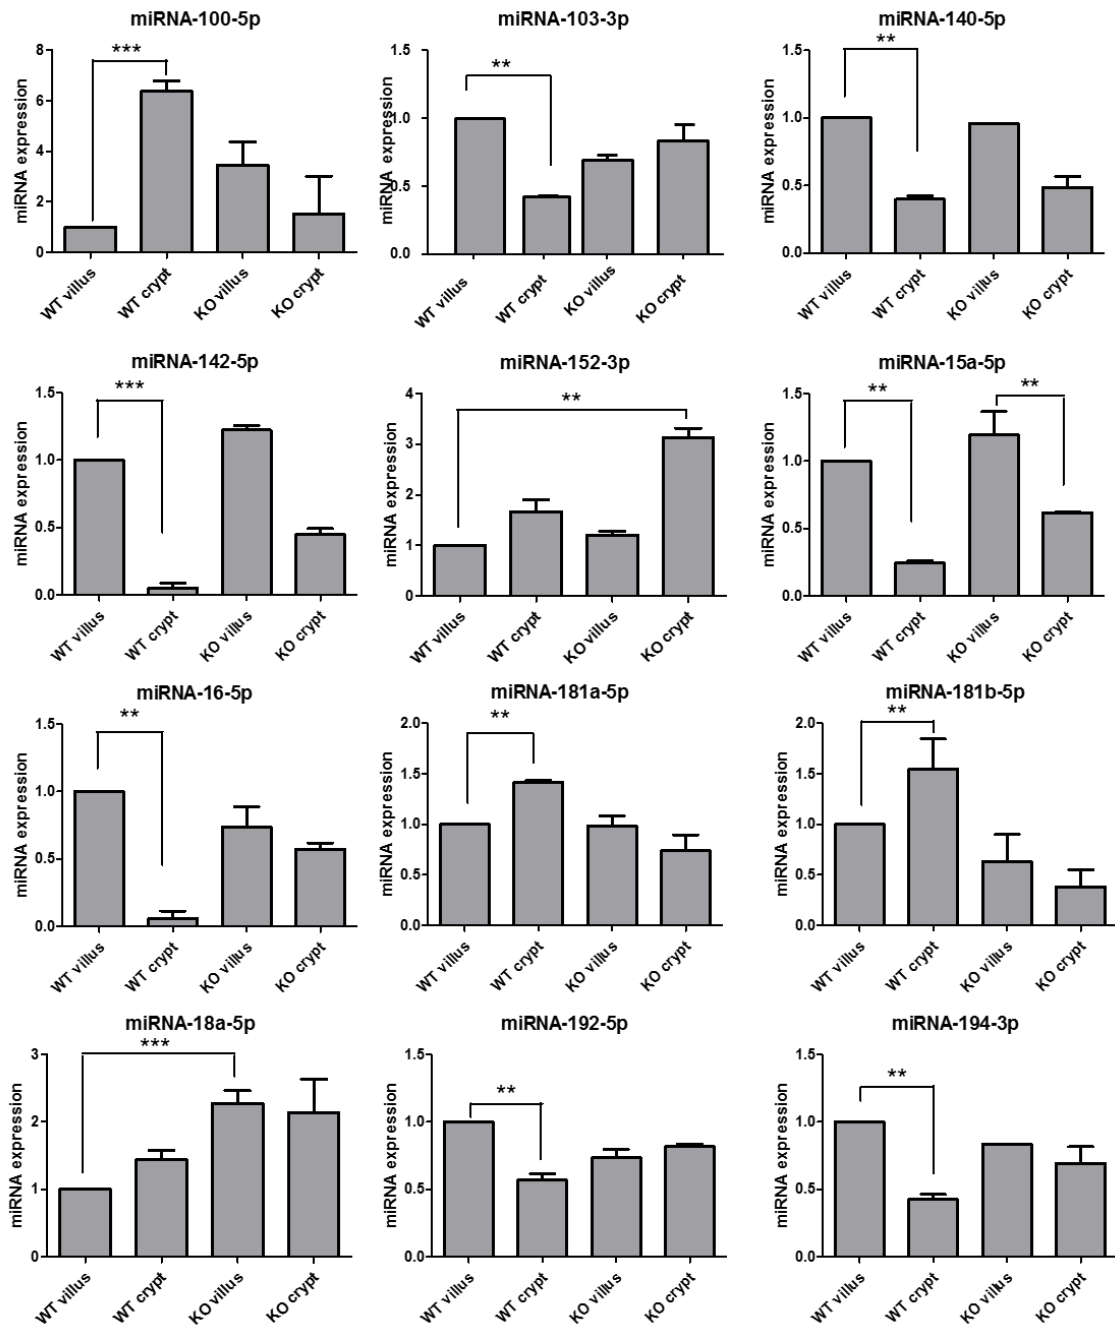 miRNA-100-5p
miRNA expression
8
6
4
2
0
***
WT villus
WT crypt
KO villus
KO crypt
miRNA-103-3p
miRNA expression
1.5
1.0
0.5
0.0
**
WT villus
WT crypt
KO villus
KO crypt
miRNA-140-5p
miRNA expression
1.5
1.0
0.5
0.0
**
WT villus
WT crypt
KO villus
KO crypt
miRNA-142-5p
miRNA expression
1.5
1.0
0.5
0.0
***
WT villus
WT crypt
KO villus
KO crypt
miRNA-152-3p
miRNA expression
4
3
2
1
0
**
WT villus
WT crypt
KO villus
KO crypt
miRNA-15a-5p
miRNA expression
1.5
1.0
0.5
0.0
**
**
WT villus
WT crypt
KO villus
KO crypt
miRNA-16-5p
miRNA expression
1.5
1.0
0.5
0.0
**
WT villus
WT crypt
KO villus
KO crypt
miRNA-181a-5p
miRNA expression
2.0
1.5
1.0
0.5
0.0
**
WT villus
WT crypt
KO villus
KO crypt
miRNA-181b-5p
miRNA expression
2.0
1.5
1.0
0.5
0.0
**
WT villus
WT crypt
KO villus
KO crypt
miRNA-18a-5p
miRNA expression
3
2
1
0
***
WT villus
WT crypt
KO villus
KO crypt
miRNA-192-5p
miRNA expression
1.5
1.0
0.5
0.0
**
WT villus
WT crypt
KO villus
KO crypt
miRNA-194-3p
miRNA expression
1.5
1.0
0.5
0.0
**
WT villus
WT crypt
KO villus
KO crypt